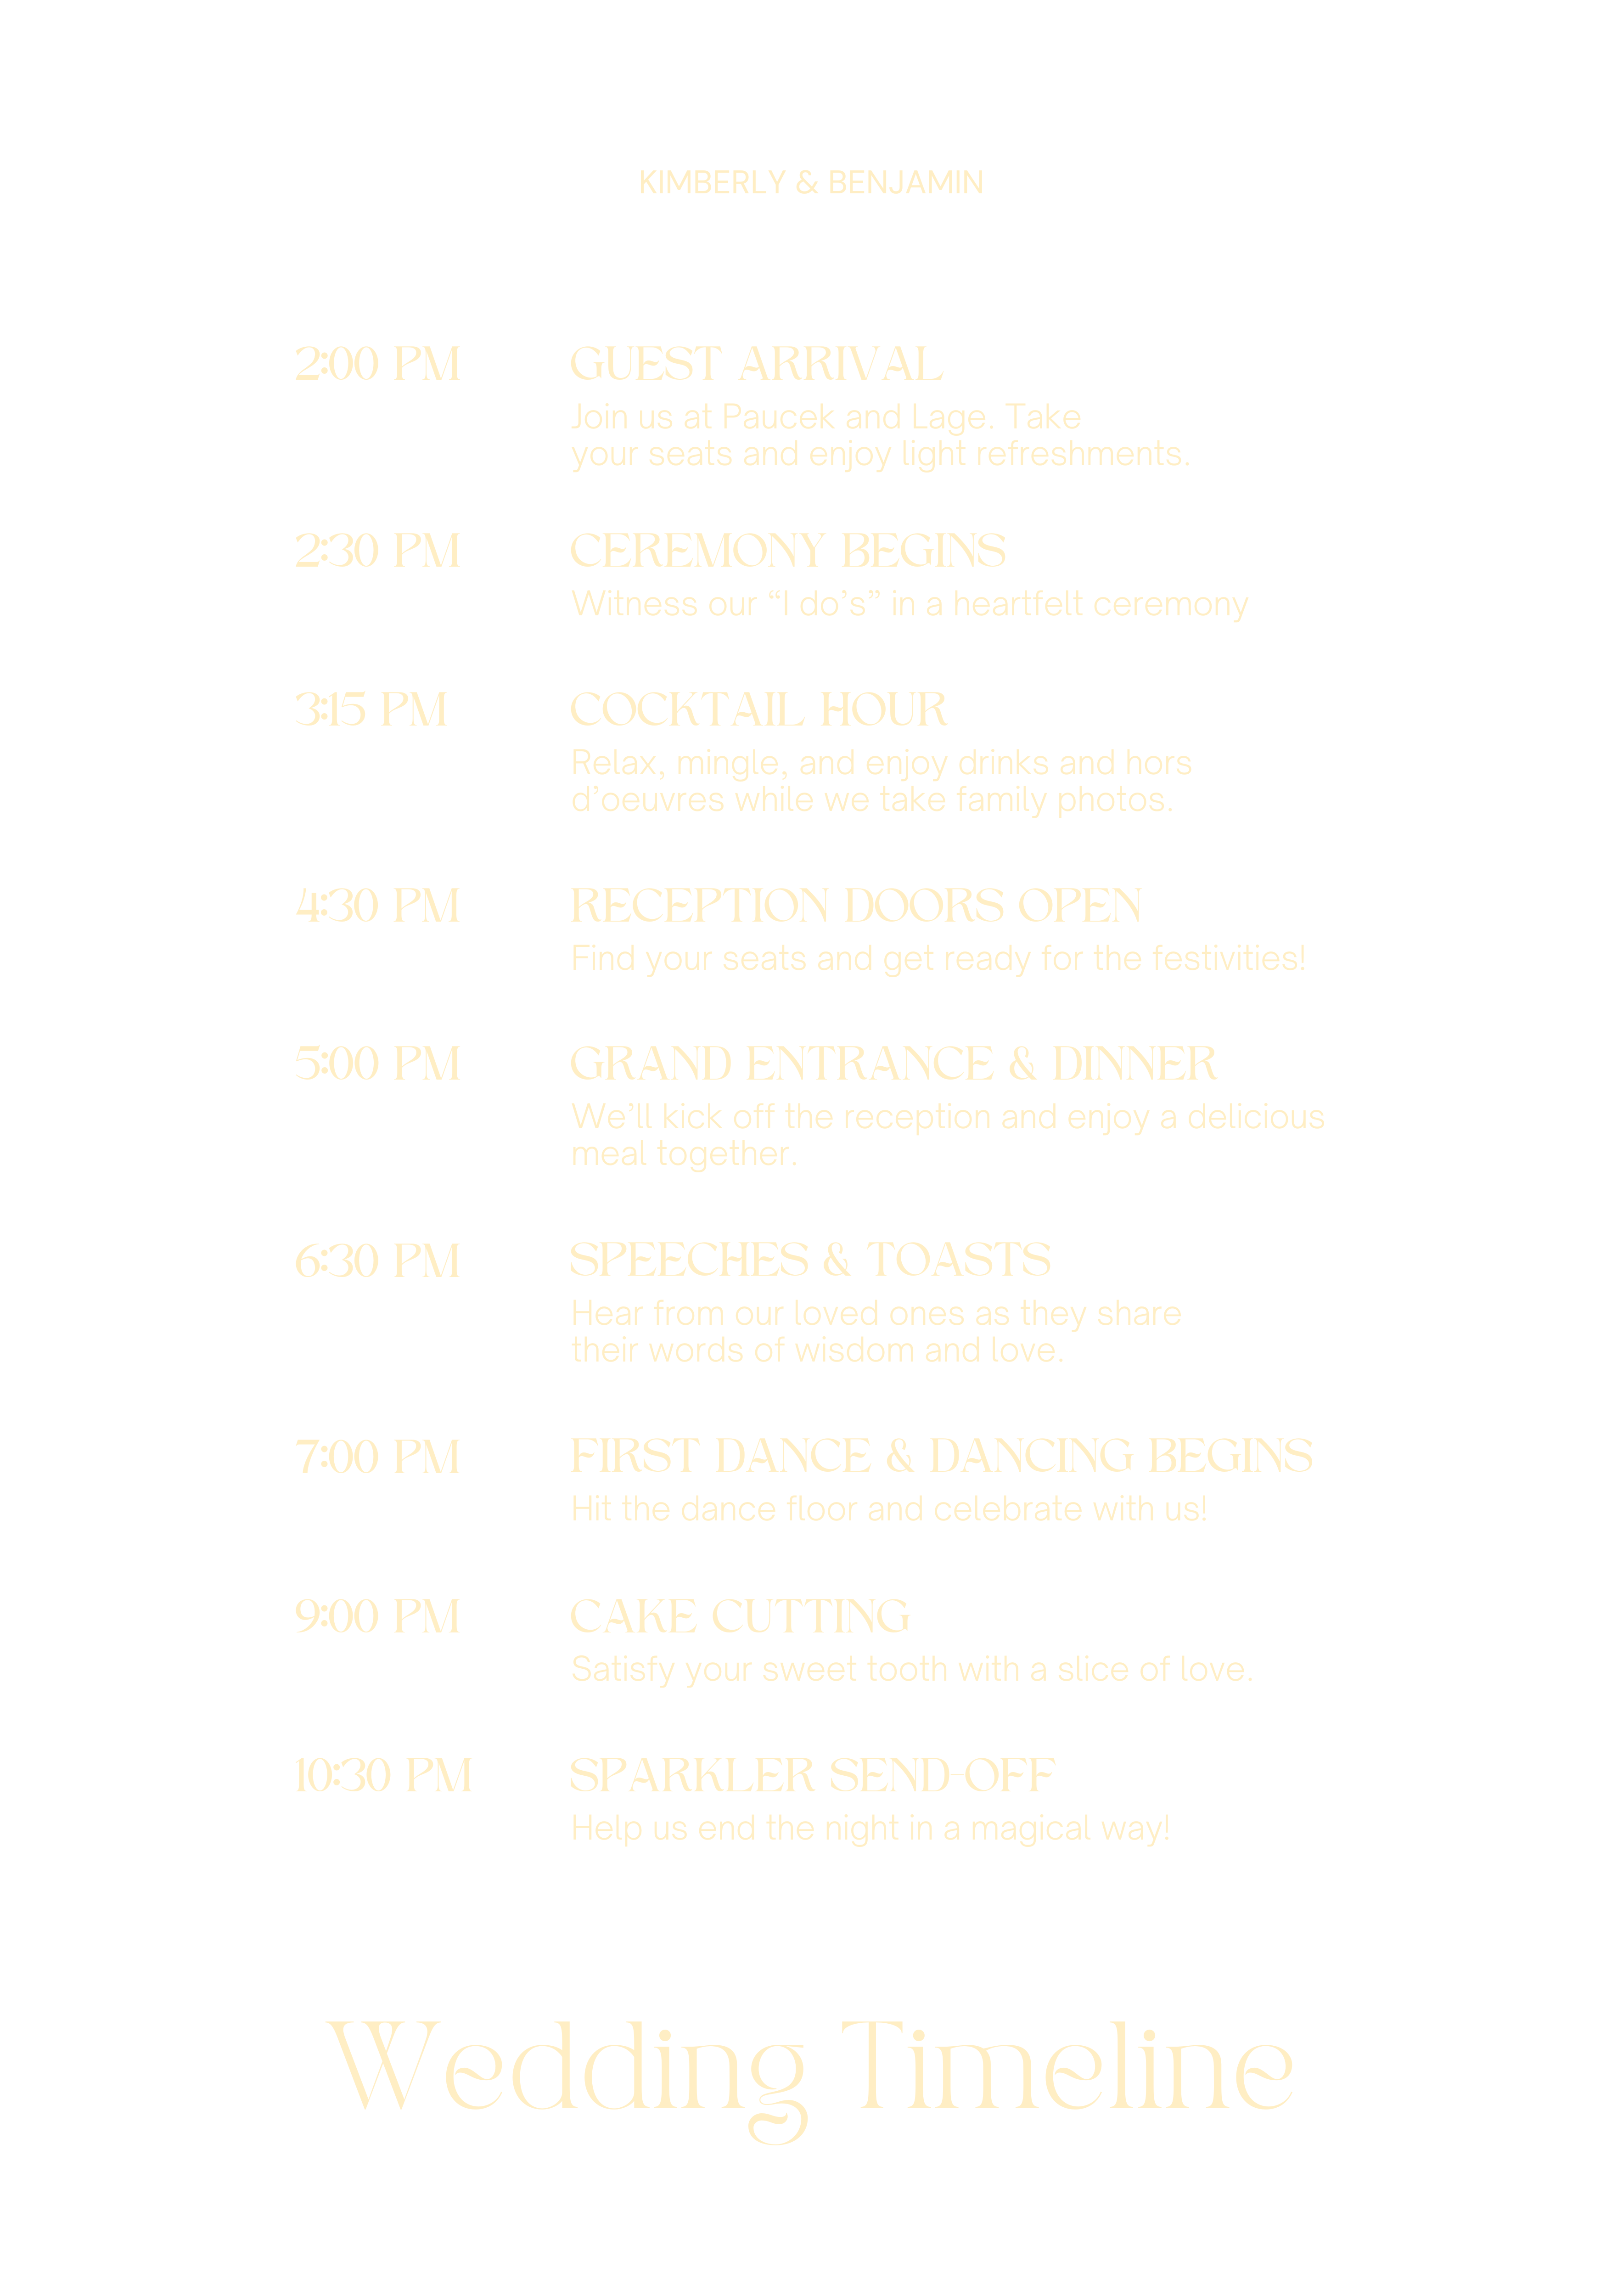 KIMBERLY & BENJAMIN
2:00 PM GUEST ARRIVAL
Join us at Paucek and Lage. Take
your seats and enjoy light refreshments.
2:30 PM CEREMONY BEGINS
Witness our “I do’s” in a heartfelt ceremony
3:15 PM COCKTAIL HOUR
Relax, mingle, and enjoy drinks and hors
d’oeuvres while we take family photos.
4:30 PM RECEPTION DOORS OPEN
Find your seats and get ready for the festivities!
5:00 PM GRAND ENTRANCE & DINNER
We’ll kick off the reception and enjoy a delicious
meal together.
6:30 PM SPEECHES & TOASTS
Hear from our loved ones as they share
their words of wisdom and love.
7:00 PM FIRST DANCE & DANCING BEGINS
Hit the dance floor and celebrate with us!
9:00 PM CAKE CUTTING
Satisfy your sweet tooth with a slice of love.
10:30 PM SPARKLER SEND-OFF
Help us end the night in a magical way!
Wedding Timeline